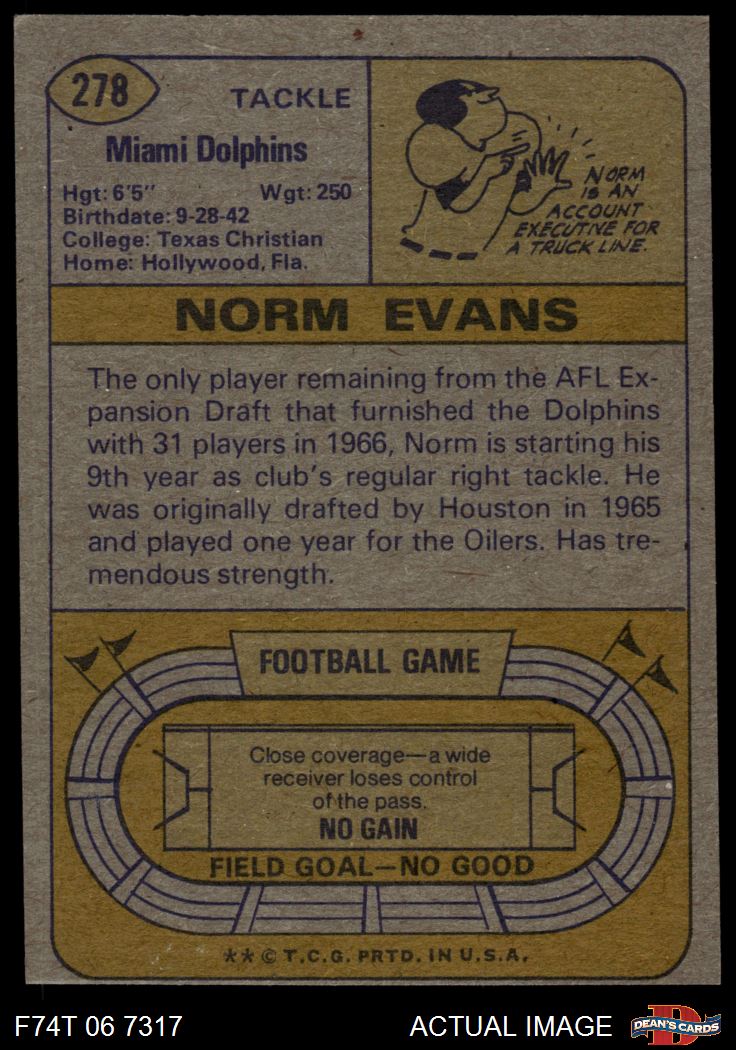 278
TACKLE
Miami Dolphins
Hgt: 6'5" Wgt: 250
Birthdate: 9-28-42
College: Texas Christian
Home: Hollywood, Fla.
NORM
IS AN
ACCOUNT
EXECUTIVE FOR
A TRUCK LINE.
NORM EVANS
The only player remaining from the AFL Ex-
pansion Draft that furnished the Dolphins
with 31 players in 1966, Norm is starting his
9th year as club's regular right tackle. He
was originally drafted by Houston in 1965
and played one year for the Oilers. Has tre-
mendous strength.
FOOTBALL GAME
Close coverage—a wide
receiver loses control
of the pass.
NO GAIN
FIELD GOAL—NO GOOD
** © T.C.G. PRTD. IN U.S.A.
F74T 06 7317 ACTUAL IMAGE
D
DEAN'S CARDS